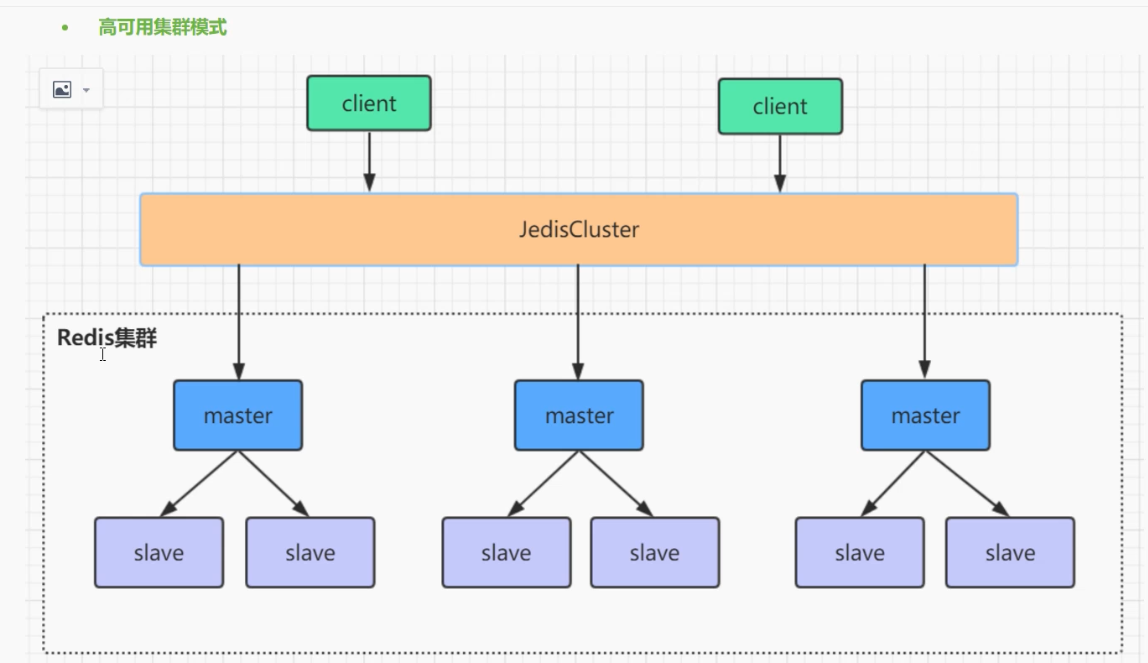 高可用集群模式
client
client
JedisCluster
Redis集群
master
master
master
slave
slave
slave
slave
slave
slave